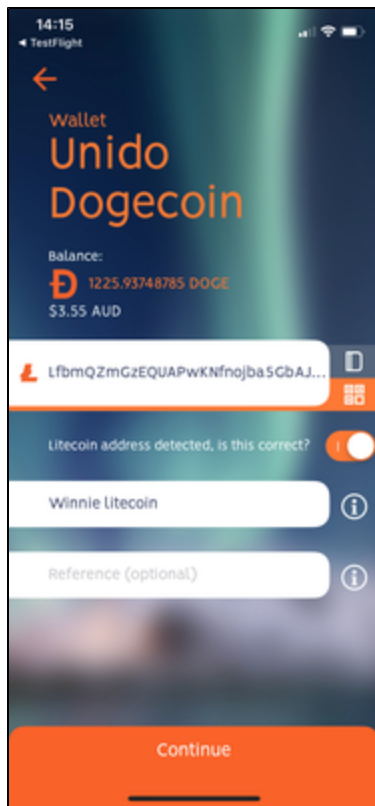 14:15
TestFlight
Wallet
Unido
Dogecoin
Balance:
1225.93748785 DOGE
$3.55 AUD
LfbmQZmGzEQUAPwKNfnojba5GbAJ...
Litecoin address detected, is this correct?
Winnie litecoin
Reference (optional)
Continue